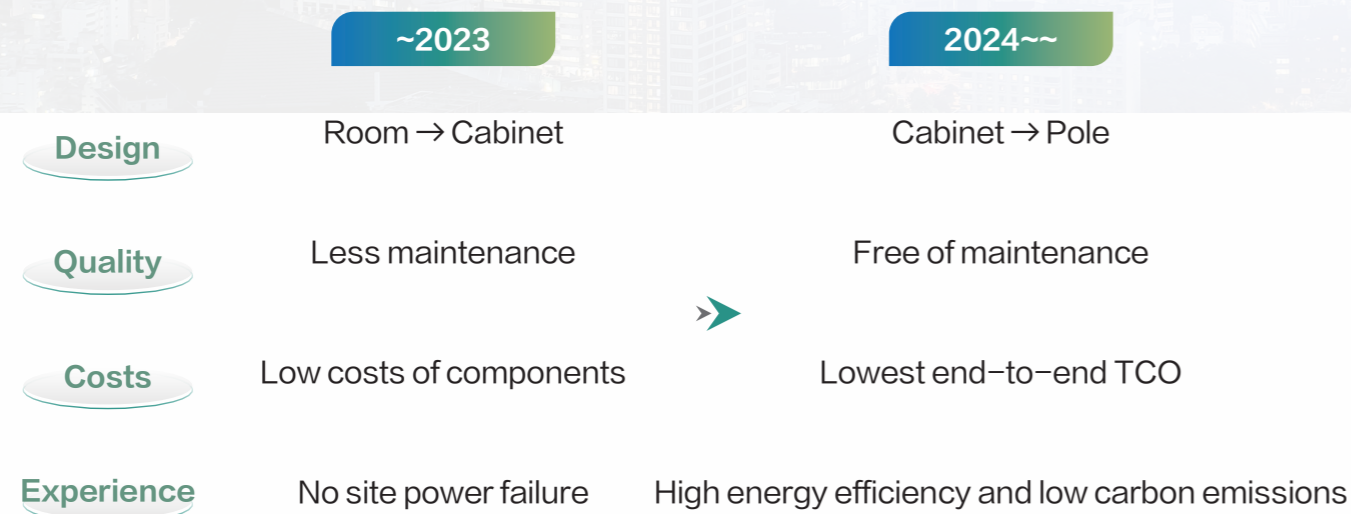 ~2023 2024~~
Design Room → Cabinet Cabinet → Pole
Quality Less maintenance Free of maintenance
Costs Low costs of components Lowest end-to-end TCO
Experience No site power failure High energy efficiency and low carbon emissions